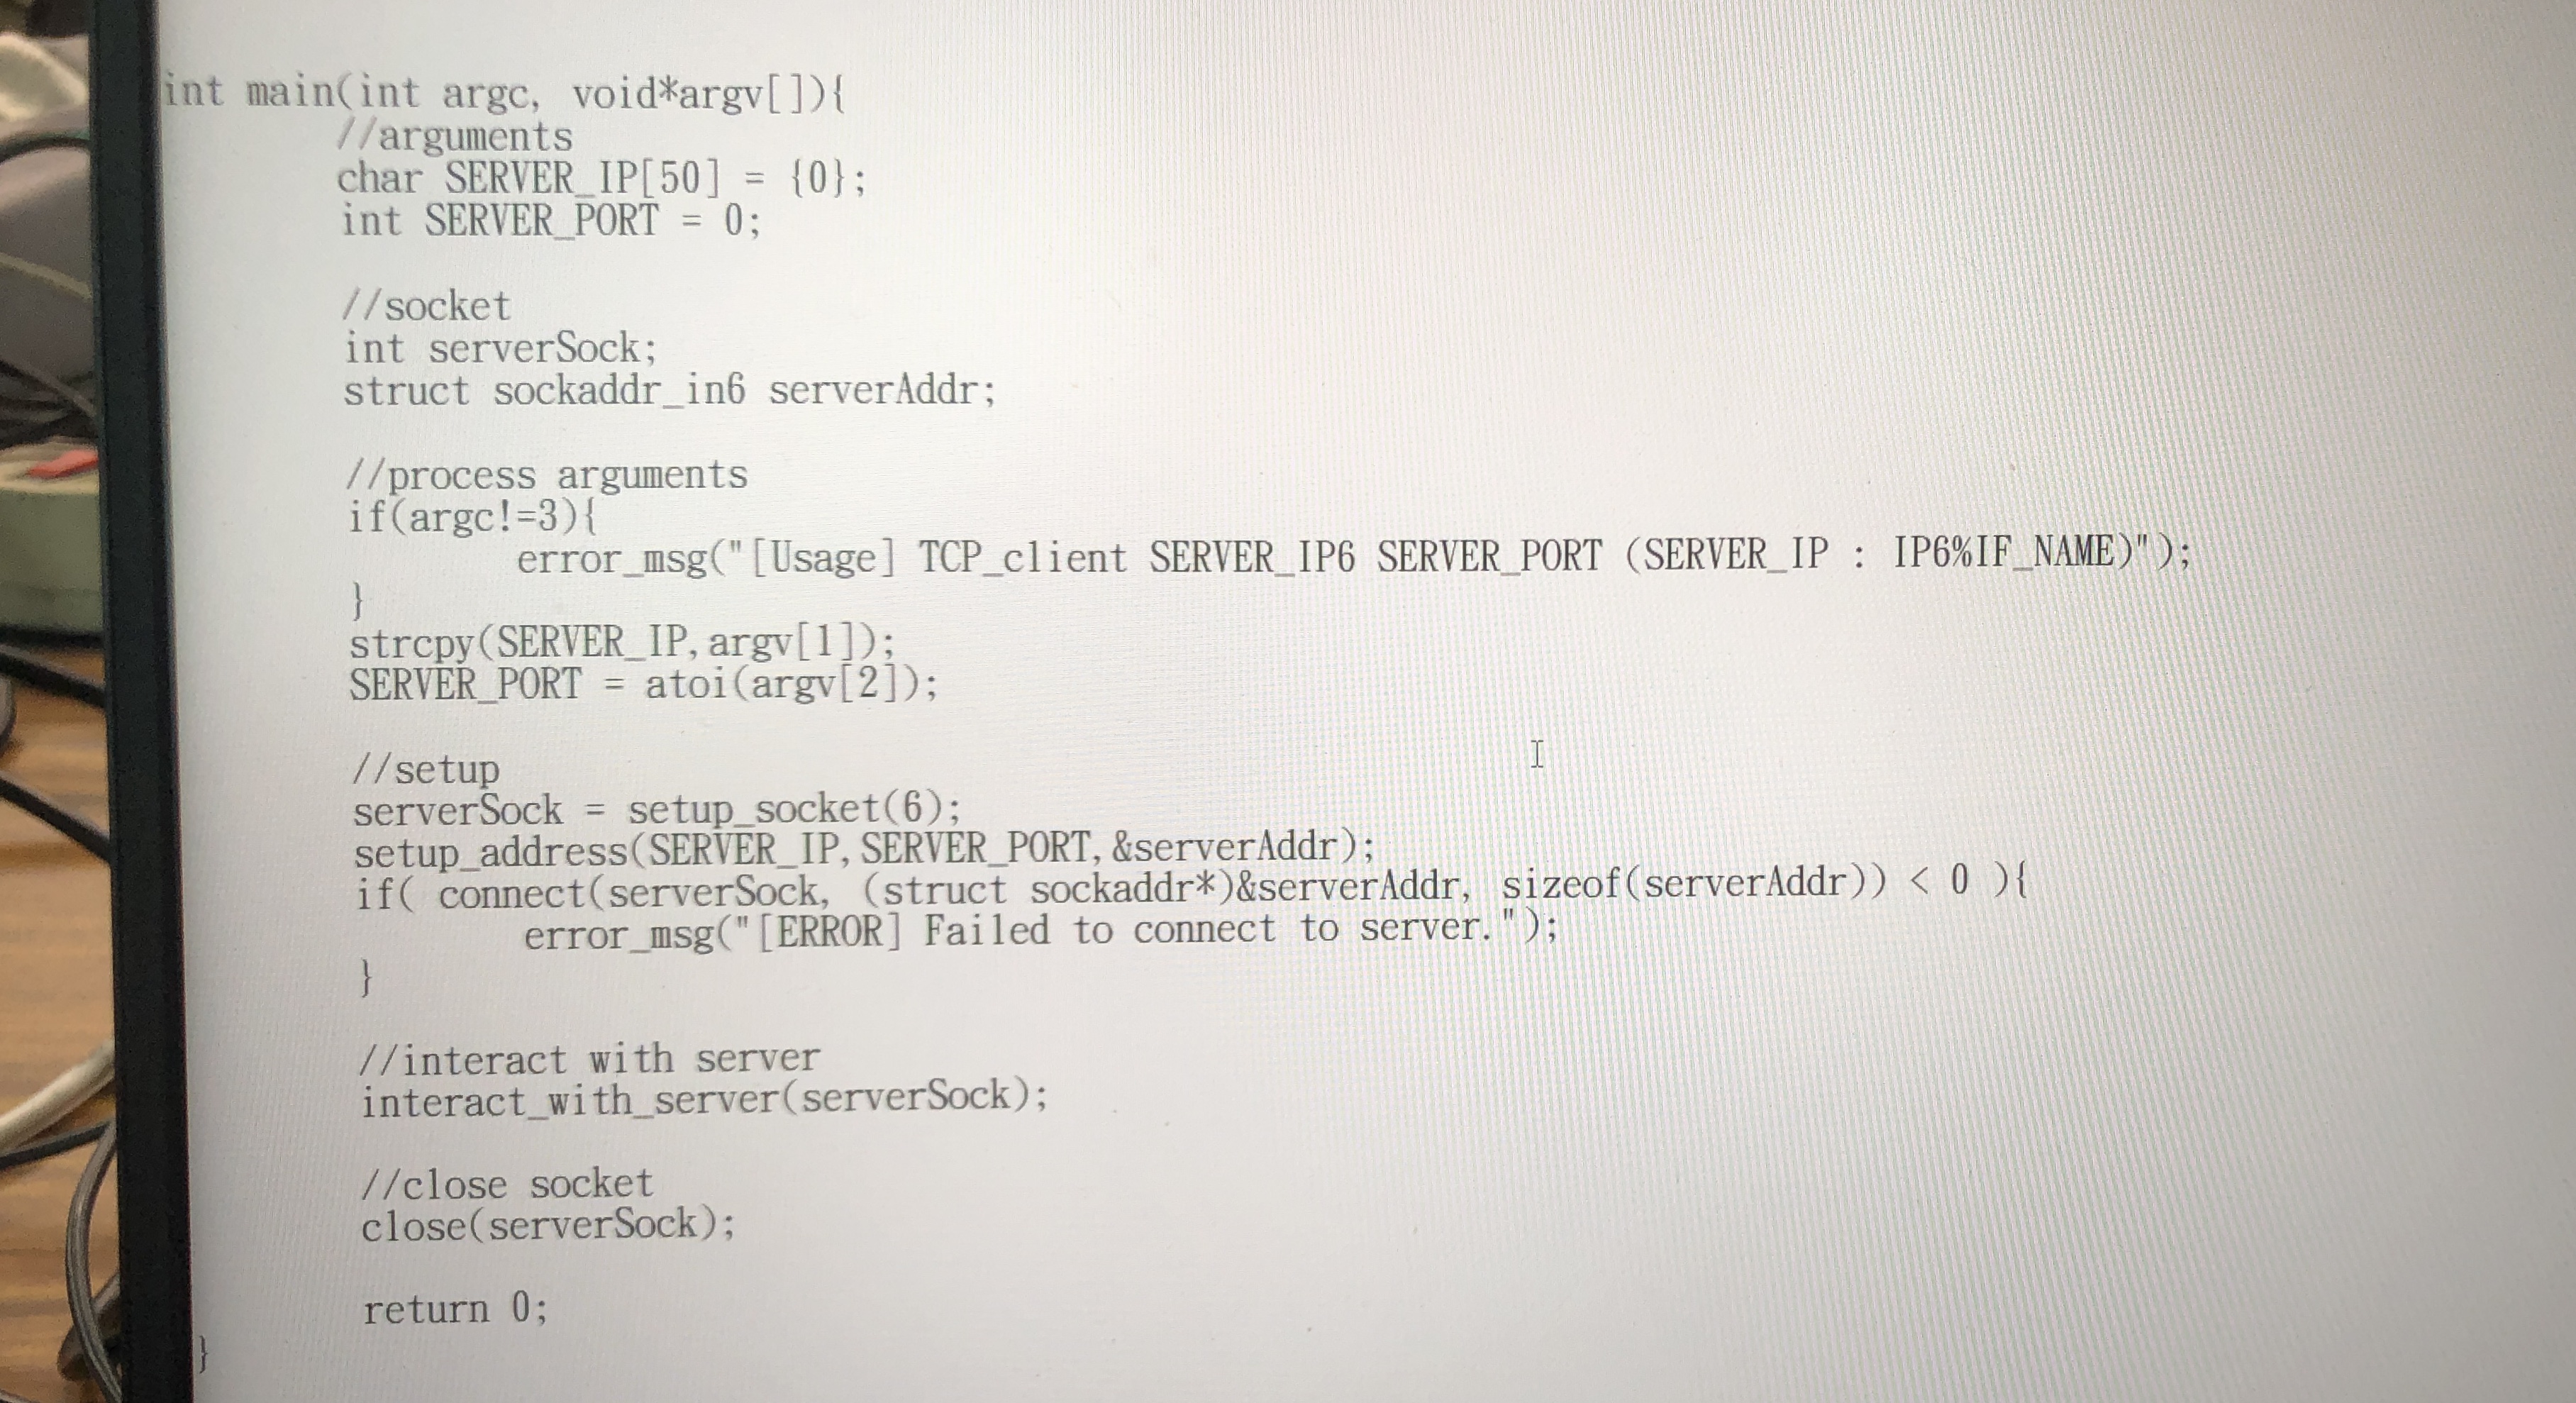 int main(int argc, void*argv[]){
//arguments
char SERVER_IP[50] = {0};
int SERVER_PORT = 0;
//socket
int serverSock;
struct sockaddr_in6 serverAddr;
//process arguments
if(argc!=3){
error_msg("[Usage] TCP_client SERVER_IP6 SERVER_PORT (SERVER_IP : IP6%IF_NAME)");
}
strcpy(SERVER_IP,argv[1]);
SERVER_PORT = atoi(argv[2]);
//setup
serverSock = setup_socket(6);
setup_address(SERVER_IP,SERVER_PORT,&serverAddr);
if( connect(serverSock, (struct sockaddr*)&serverAddr, sizeof(serverAddr)) < 0 ){
error_msg("[ERROR] Failed to connect to server.");
}
//interact with server
interact_with_server(serverSock);
//close socket
close(serverSock);
return 0;
}